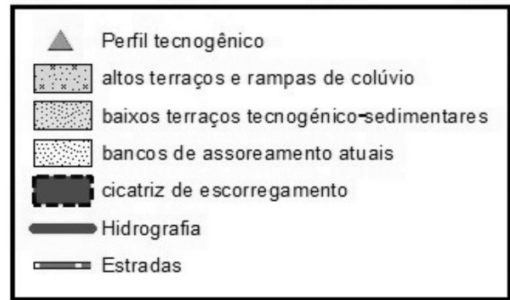 Perfil tecnogênico
altos terraços e rampas de colúvio
baixos terraços tecnogénico-sedimentares
bancos de assoreamento atuais
cicatriz de escorregamento
Hidrografia
Estradas